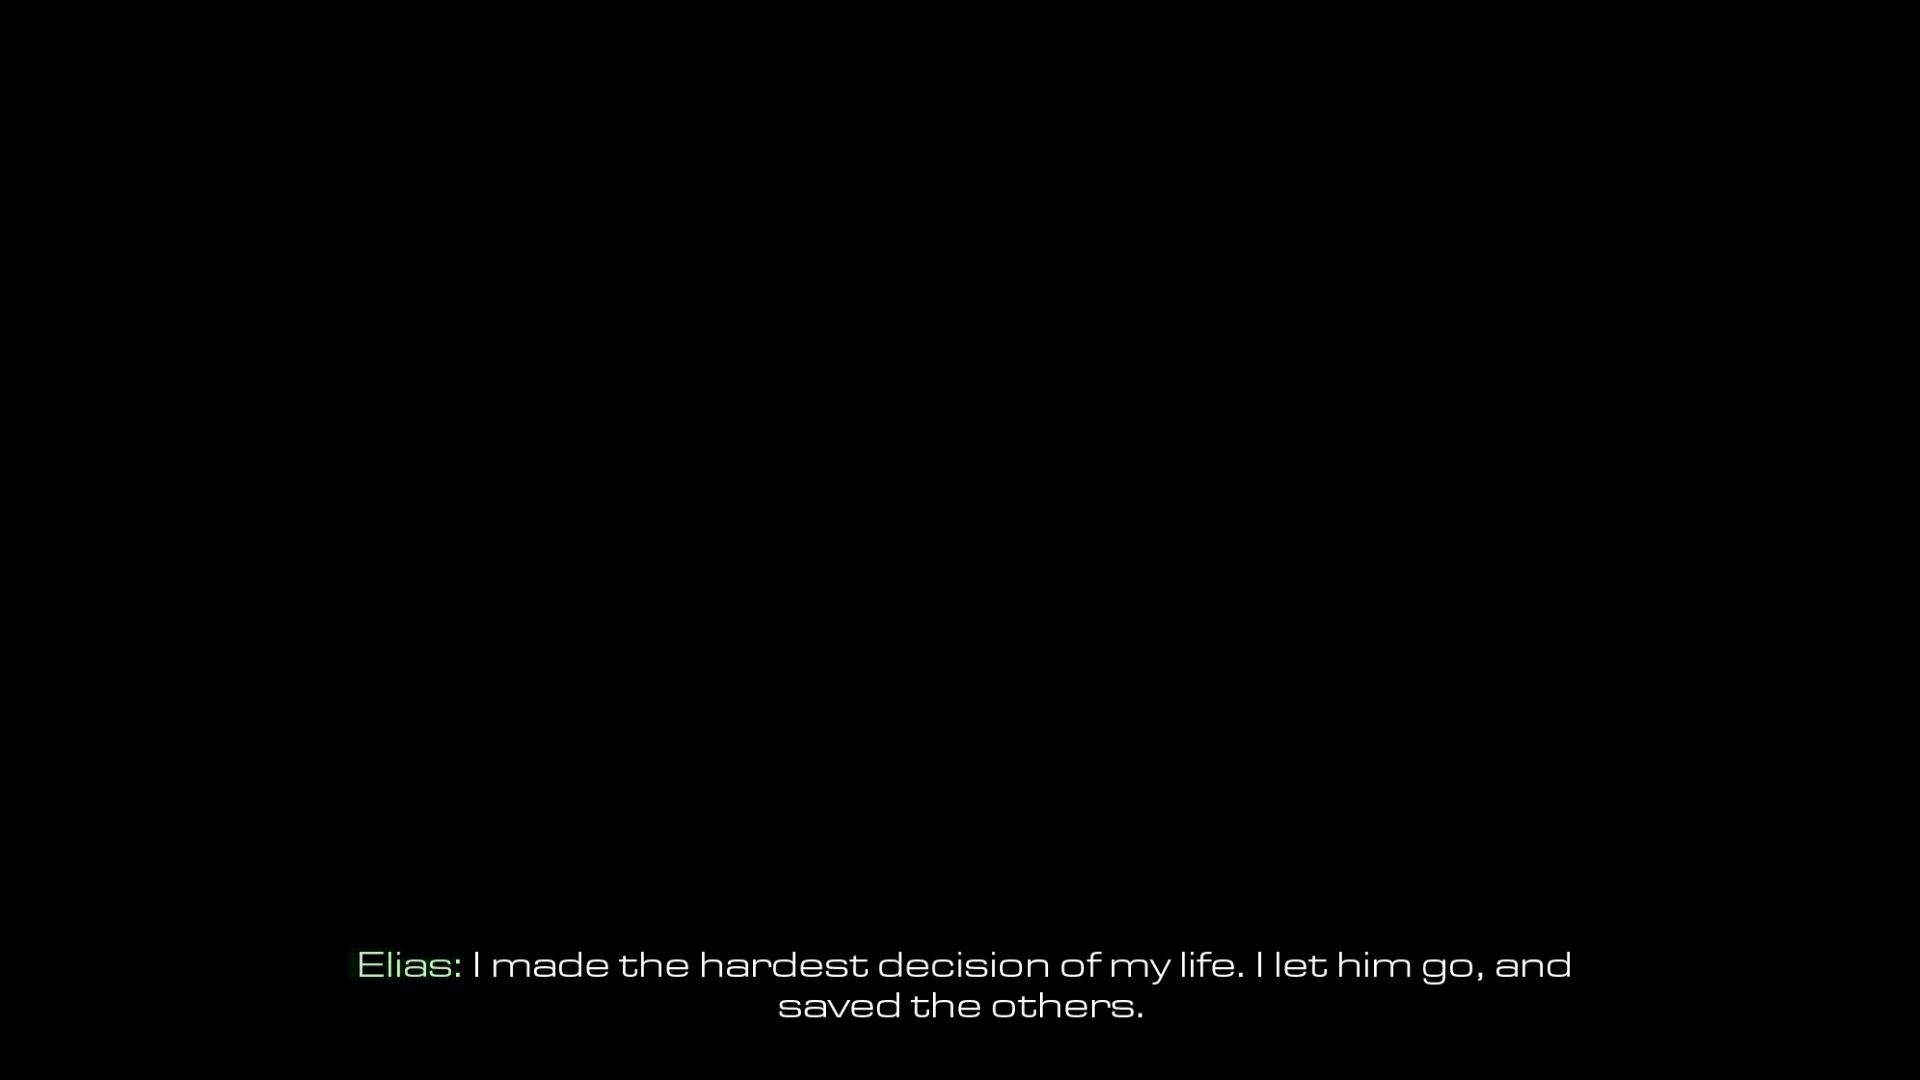 Elias: I made the hardest decision of my life. I let him go, and
saved the others.